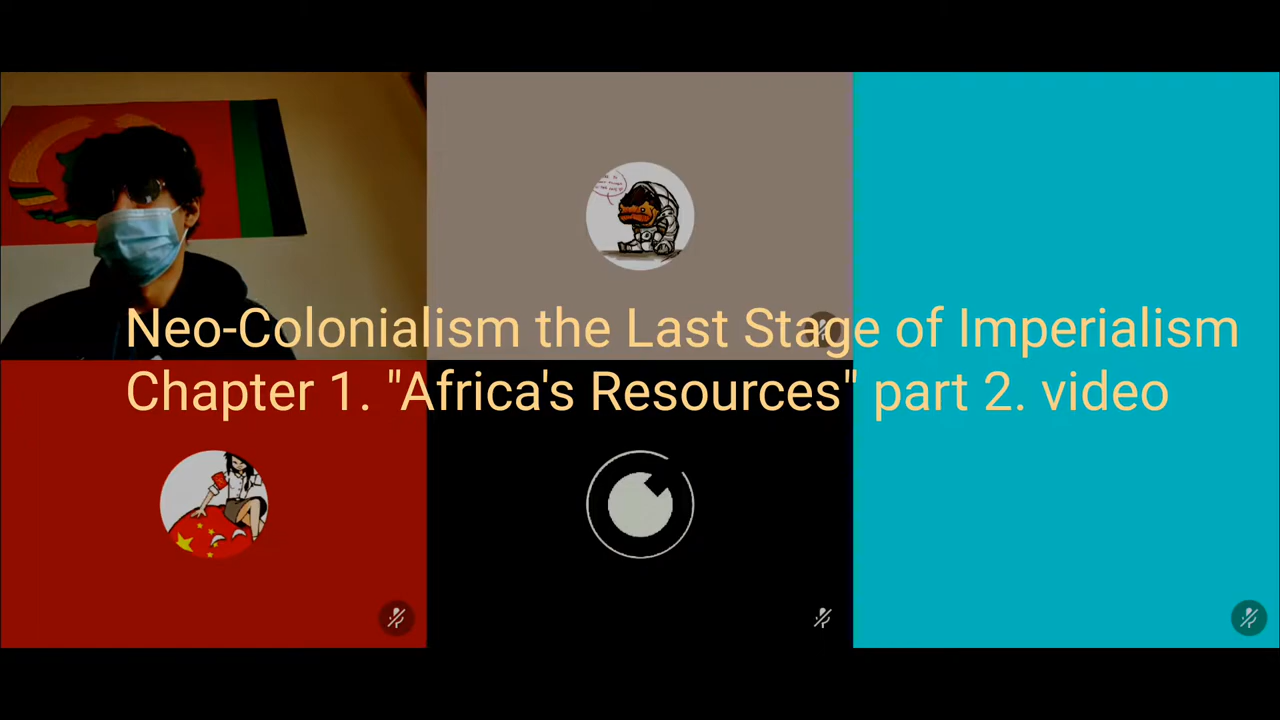 Neo-Colonialism the Last Stage of Imperialism
Chapter 1. "Africa's Resources" part 2. video